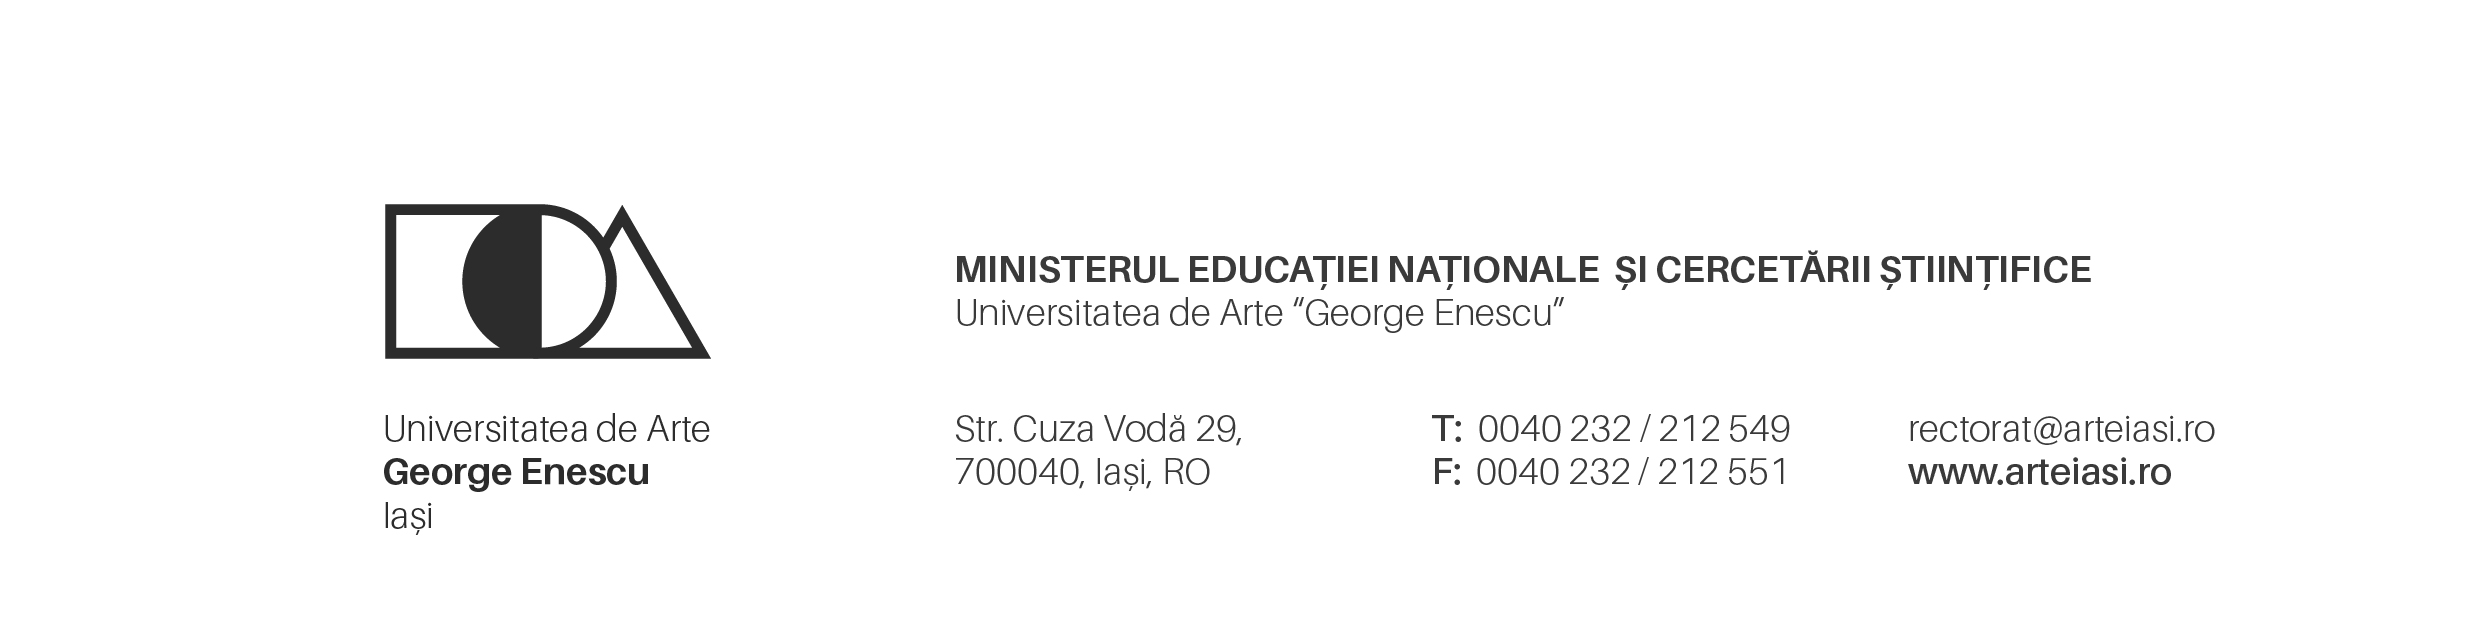 Universitatea de Arte
George Enescu
Iași
MINISTERUL EDUCAȚIEI NAȚIONALE  ȘI CERCETĂRII ȘTIINȚIFICE
Universitatea de Arte “George Enescu”
Str. Cuza Vodă 29,
700040, Iași, RO
T: 0040 232 / 212 549
F: 0040 232 / 212 551
rectorat@arteiasi.ro
www.arteiasi.ro